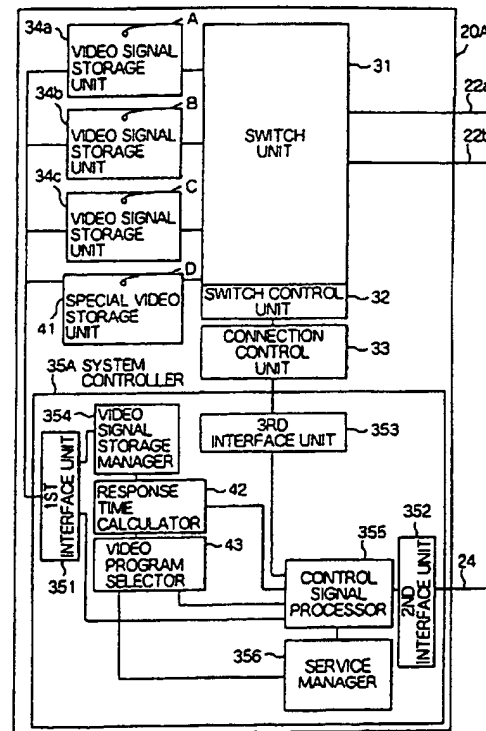 34a
A
20A
VIDEO SIGNAL
STORAGE
UNIT
31
22a
34b
B
VIDEO SIGNAL
STORAGE
UNIT
SWITCH
UNIT
22b
34c
C
VIDEO SIGNAL
STORAGE
UNIT
D
41
SPECIAL VIDEO
STORAGE
UNIT
SWITCH CONTROL
UNIT
32
CONNECTION
CONTROL
UNIT
33
35A SYSTEM
CONTROLLER
354
VIDEO
SIGNAL
STORAGE
MANAGER
3RD INTERFACE
UNIT
353
1ST
INTERFACE UNIT
351
RESPONSE
TIME
CALCULATOR
42
VIDEO
PROGRAM
SELECTOR
43
355
CONTROL
SIGNAL
PROCESSOR
352
2ND
INTERFACE UNIT
24
356
SERVICE
MANAGER